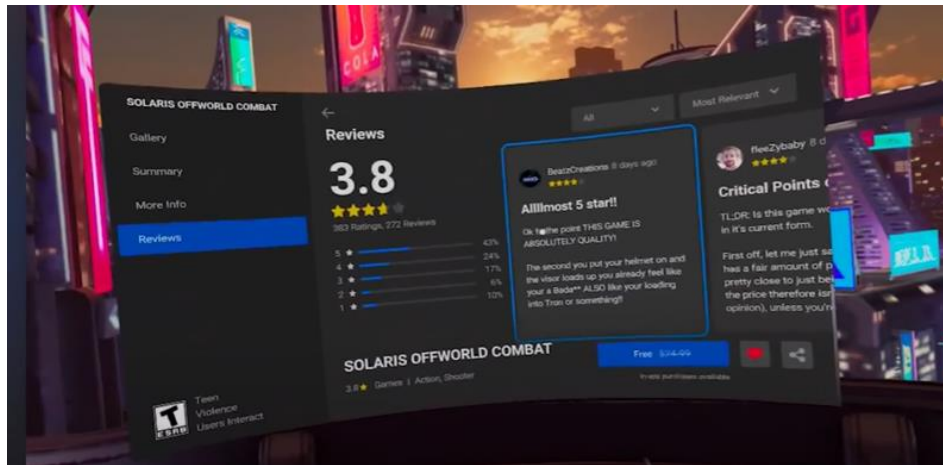 SOLARIS OFFWORLD COMBAT
Gallery
Summary
More Info
Reviews
←
Reviews
All
Most Relevant
3.8
383 Ratings, 272 Reviews
5 ★ 43%
4 ★ 24%
3 ★ 17%
2 ★ 6%
1 ★ 10%
BeatzCreations 8 days ago
Allllmost 5 star!!
the point THIS GAME IS
ABSOLUTELY QUALITY!
The second you put your helmet on and
the visor loads up you already feel like
your a Bada** ALSO like your loading
into Tron or something!!
fleeZybaby 8 d
Critical Points
TL;DR: Is this game
in it's current form.
First off, let me just
has a fair amount of
pretty close to just
the price therefore
opinion), unless
SOLARIS OFFWORLD COMBAT
3.8★ Games | Action, Shooter
Free $24.99
In-app purchases available
T
ESRB
Teen
Violence
Users Interact
COLA